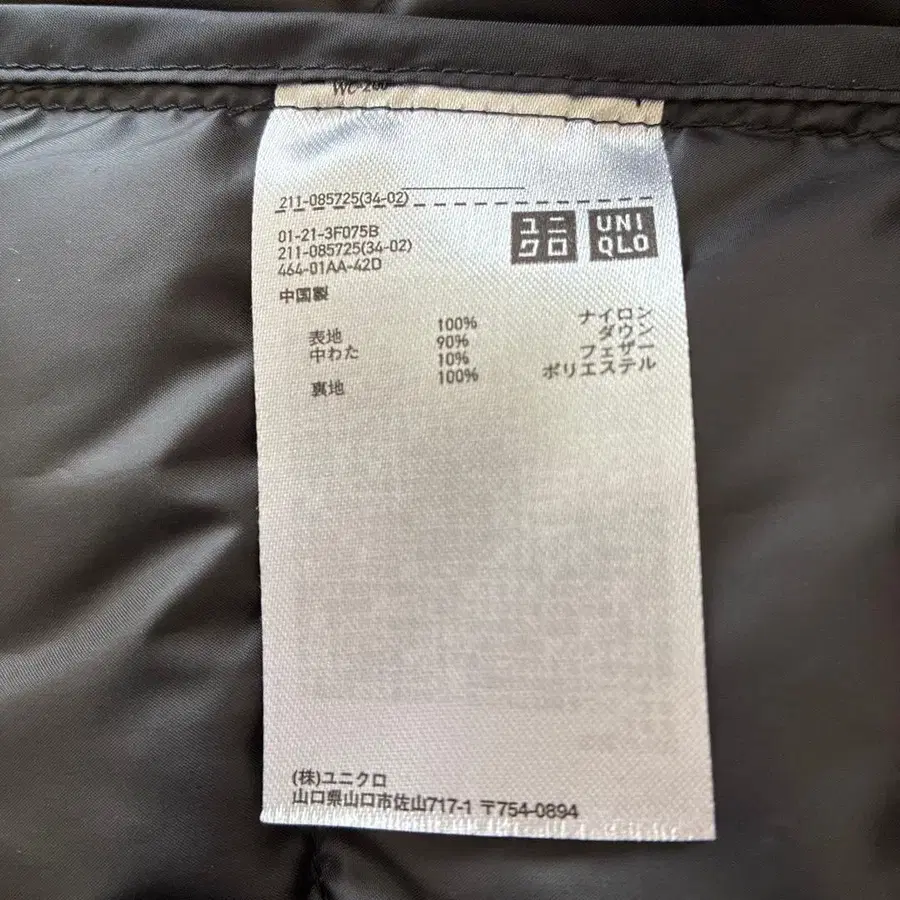 WC-200
211-085725(34-02)
ユニクロ UNIQLO
01-21-3F075B
211-085725(34-02)
464-01AA-42D
中国製
表地 100% ナイロン
中わた 90% ダウン
10% フェザー
裏地 100% ポリエステル
(株)ユニクロ
山口県山口市佐山717-1 〒754-0894